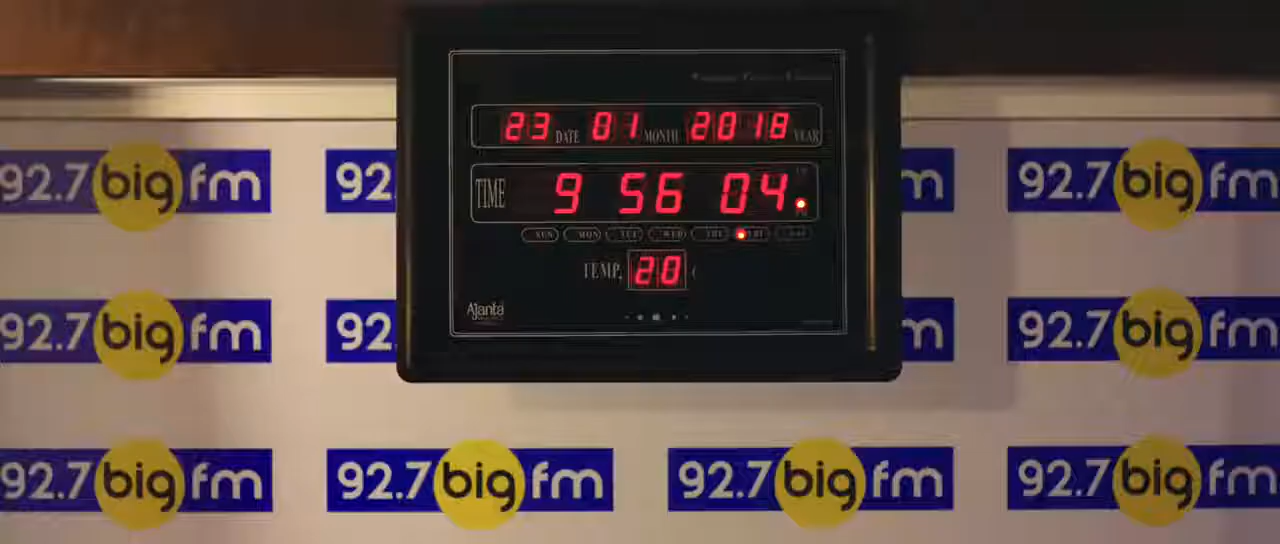 23 DATE 01 MONTH 2018 YEAR
TIME 9 56 04
SUN MON TUE WED THU FRI SAT
TEMP. 20 C
Ajanta
92.7 big fm 92 m 92.7 big fm
92.7 big fm 92 m 92.7 big fm
92.7 big fm 92.7 big fm 92.7 big fm 92.7 big fm